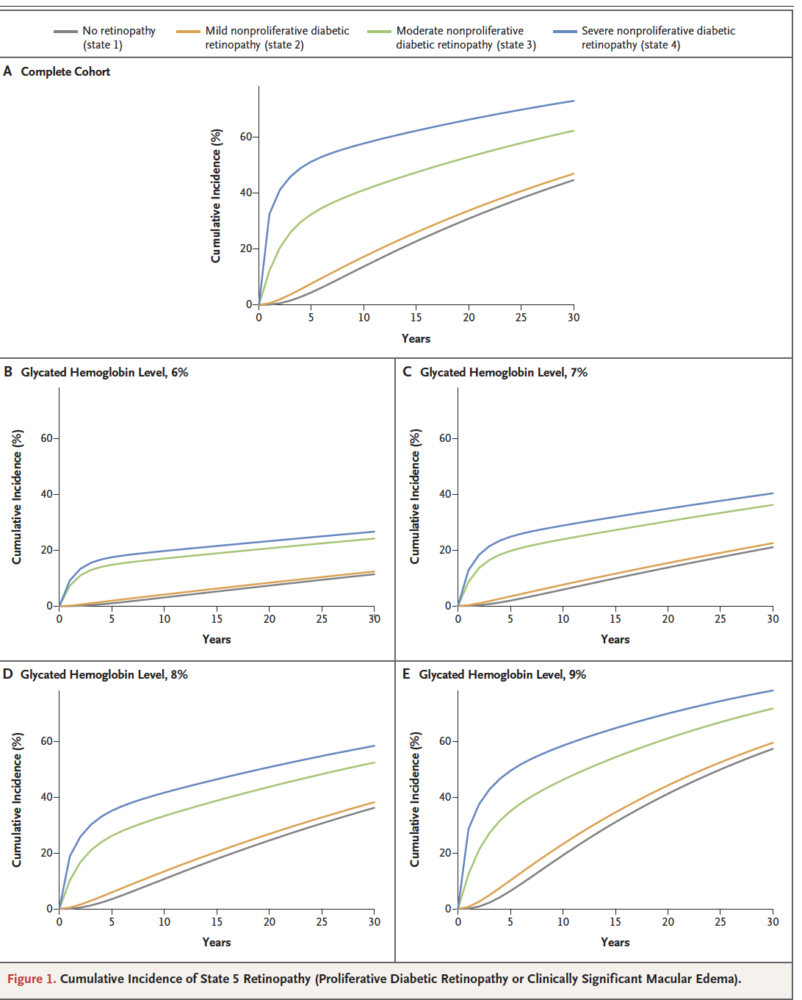 No retinopathy (state 1)
Mild nonproliferative diabetic retinopathy (state 2)
Moderate nonproliferative diabetic retinopathy (state 3)
Severe nonproliferative diabetic retinopathy (state 4)
A Complete Cohort
Cumulative Incidence (%)
60
40
20
0
0 5 10 15 20 25 30
Years
B Glycated Hemoglobin Level, 6%
Cumulative Incidence (%)
60
40
20
0
0 5 10 15 20 25 30
Years
C Glycated Hemoglobin Level, 7%
Cumulative Incidence (%)
60
40
20
0
0 5 10 15 20 25 30
Years
D Glycated Hemoglobin Level, 8%
Cumulative Incidence (%)
60
40
20
0
0 5 10 15 20 25 30
Years
E Glycated Hemoglobin Level, 9%
Cumulative Incidence (%)
60
40
20
0
0 5 10 15 20 25 30
Years
Figure 1. Cumulative Incidence of State 5 Retinopathy (Proliferative Diabetic Retinopathy or Clinically Significant Macular Edema).